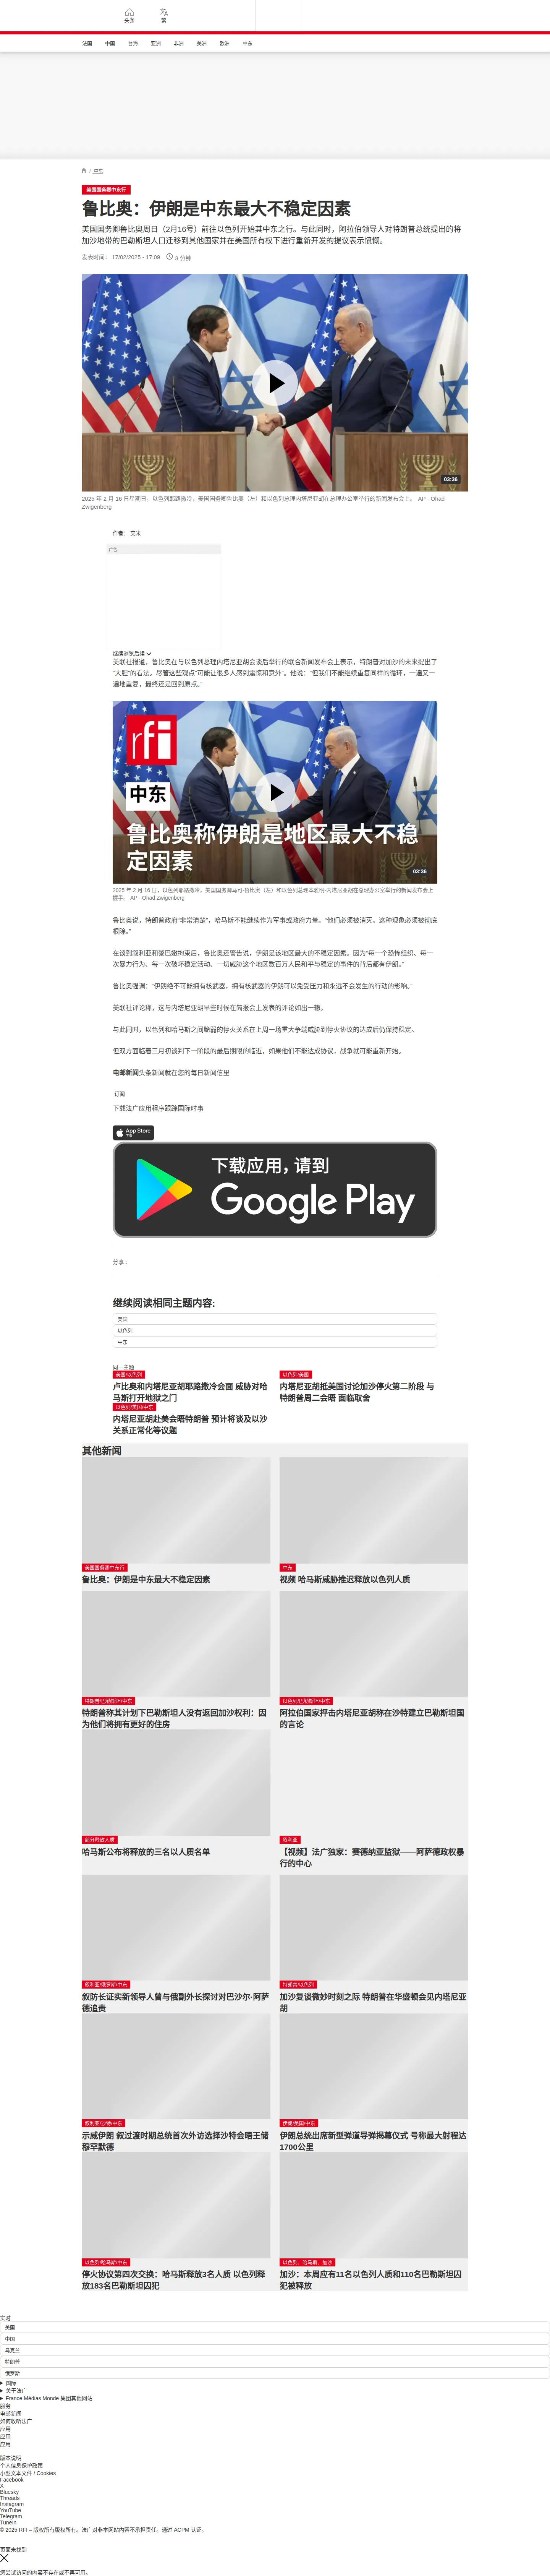 头条
繁
法国 中国 台海 亚洲 非洲 美洲 欧洲 中东
/ 中东
美国国务卿中东行
鲁比奥：伊朗是中东最大不稳定因素
美国国务卿鲁比奥周日（2月16号）前往以色列开始其中东之行。与此同时，阿拉伯领导人对特朗普总统提出的将
加沙地带的巴勒斯坦人口迁移到其他国家并在美国所有权下进行重新开发的提议表示愤慨。
发表时间： 17/02/2025 - 17:09 3 分钟
03:36
2025 年 2 月 16 日星期日，以色列耶路撒冷，美国国务卿鲁比奥（左）和以色列总理内塔尼亚胡在总理办公室举行的新闻发布会上。 AP - Ohad
Zwigenberg
作者： 艾米
广告
继续浏览后续
美联社报道，鲁比奥在与以色列总理内塔尼亚胡会谈后举行的联合新闻发布会上表示，特朗普对加沙的未来提出了
“大胆”的看法。尽管这些观点“可能让很多人感到震惊和意外”。他说：“但我们不能继续重复同样的循环，一遍又一
遍地重复，最终还是回到原点。”
rfi
中东
鲁比奥称伊朗是地区最大不稳
定因素
03:36
2025 年 2 月 16 日，以色列耶路撒冷，美国国务卿马可·鲁比奥（左）和以色列总理本雅明·内塔尼亚胡在总理办公室举行的新闻发布会上
握手。 AP - Ohad Zwigenberg
鲁比奥说，特朗普政府“非常清楚”，哈马斯不能继续作为军事或政府力量。“他们必须被消灭。这种现象必须被彻底
根除。”
在谈到叙利亚和黎巴嫩拘束后，鲁比奥还警告说，伊朗是该地区最大的不稳定因素。因为“每一个恐怖组织、每一
次暴力行为、每一次破坏稳定活动、一切威胁这个地区数百万人民和平与稳定的事件的背后都有伊朗。”
鲁比奥强调：“伊朗绝不可能拥有核武器，拥有核武器的伊朗可以免受压力和永远不会发生的行动的影响。”
美联社评论称，这与内塔尼亚胡早些时候在简报会上发表的评论如出一辙。
与此同时，以色列和哈马斯之间脆弱的停火关系在上周一场重大争端威胁到停火协议的达成后仍保持稳定。
但双方面临着三月初谈判下一阶段的最后期限的临近，如果他们不能达成协议，战争就可能重新开始。
电邮新闻头条新闻就在您的每日新闻信里
订阅
下载法广应用程序跟踪国际时事
App Store
下载
下载应用，请到
Google Play
分享 :
继续阅读相同主题内容:
美国
以色列
中东
同一主题
美国/以色列
卢比奥和内塔尼亚胡耶路撒冷会面 威胁对哈
马斯打开地狱之门
以色列/美国
内塔尼亚胡抵美国讨论加沙停火第二阶段 与
特朗普周二会晤 面临取舍
以色列/美国/中东
内塔尼亚胡赴美会晤特朗普 预计将谈及以沙
关系正常化等议题
其他新闻
美国国务卿中东行
鲁比奥：伊朗是中东最大不稳定因素
中东
视频 哈马斯威胁推迟释放以色列人质
特朗普/巴勒斯坦/中东
特朗普称其计划下巴勒斯坦人没有返回加沙权利：因
为他们将拥有更好的住房
以色列/巴勒斯坦/中东
阿拉伯国家抨击内塔尼亚胡称在沙特建立巴勒斯坦国
的言论
部分释放人质
哈马斯公布将释放的三名以人质名单
叙利亚
【视频】法广独家：赛德纳亚监狱——阿萨德政权暴
行的中心
叙利亚/俄罗斯/中东
叙防长证实新领导人曾与俄副外长探讨对巴沙尔·阿萨
德追责
特朗普/以色列
加沙复谈微妙时刻之际 特朗普在华盛顿会见内塔尼亚
胡
叙利亚/沙特/中东
示威伊朗 叙过渡时期总统首次外访选择沙特会晤王储
穆罕默德
伊朗/美国/中东
伊朗总统出席新型弹道导弹揭幕仪式 号称最大射程达
1700公里
以色列/哈马斯/中东
停火协议第四次交换：哈马斯释放3名人质 以色列释
放183名巴勒斯坦囚犯
以色列、哈马斯、加沙
加沙：本周应有11名以色列人质和110名巴勒斯坦囚
犯被释放
实时
美国
中国
乌克兰
特朗普
俄罗斯
国际
关于法广
France Médias Monde 集团其他网站
服务
电邮新闻
如何收听法广
应用
应用
应用
版本说明
个人信息保护政策
小型文本文件 / Cookies
Facebook
X
Bluesky
Threads
Instagram
YouTube
Telegram
TuneIn
© 2025 RFI – 版权所有版权所有。法广对非本网站内容不承担责任。通过 ACPM 认证。
页面未找到
您尝试访问的内容不存在或不再可用。